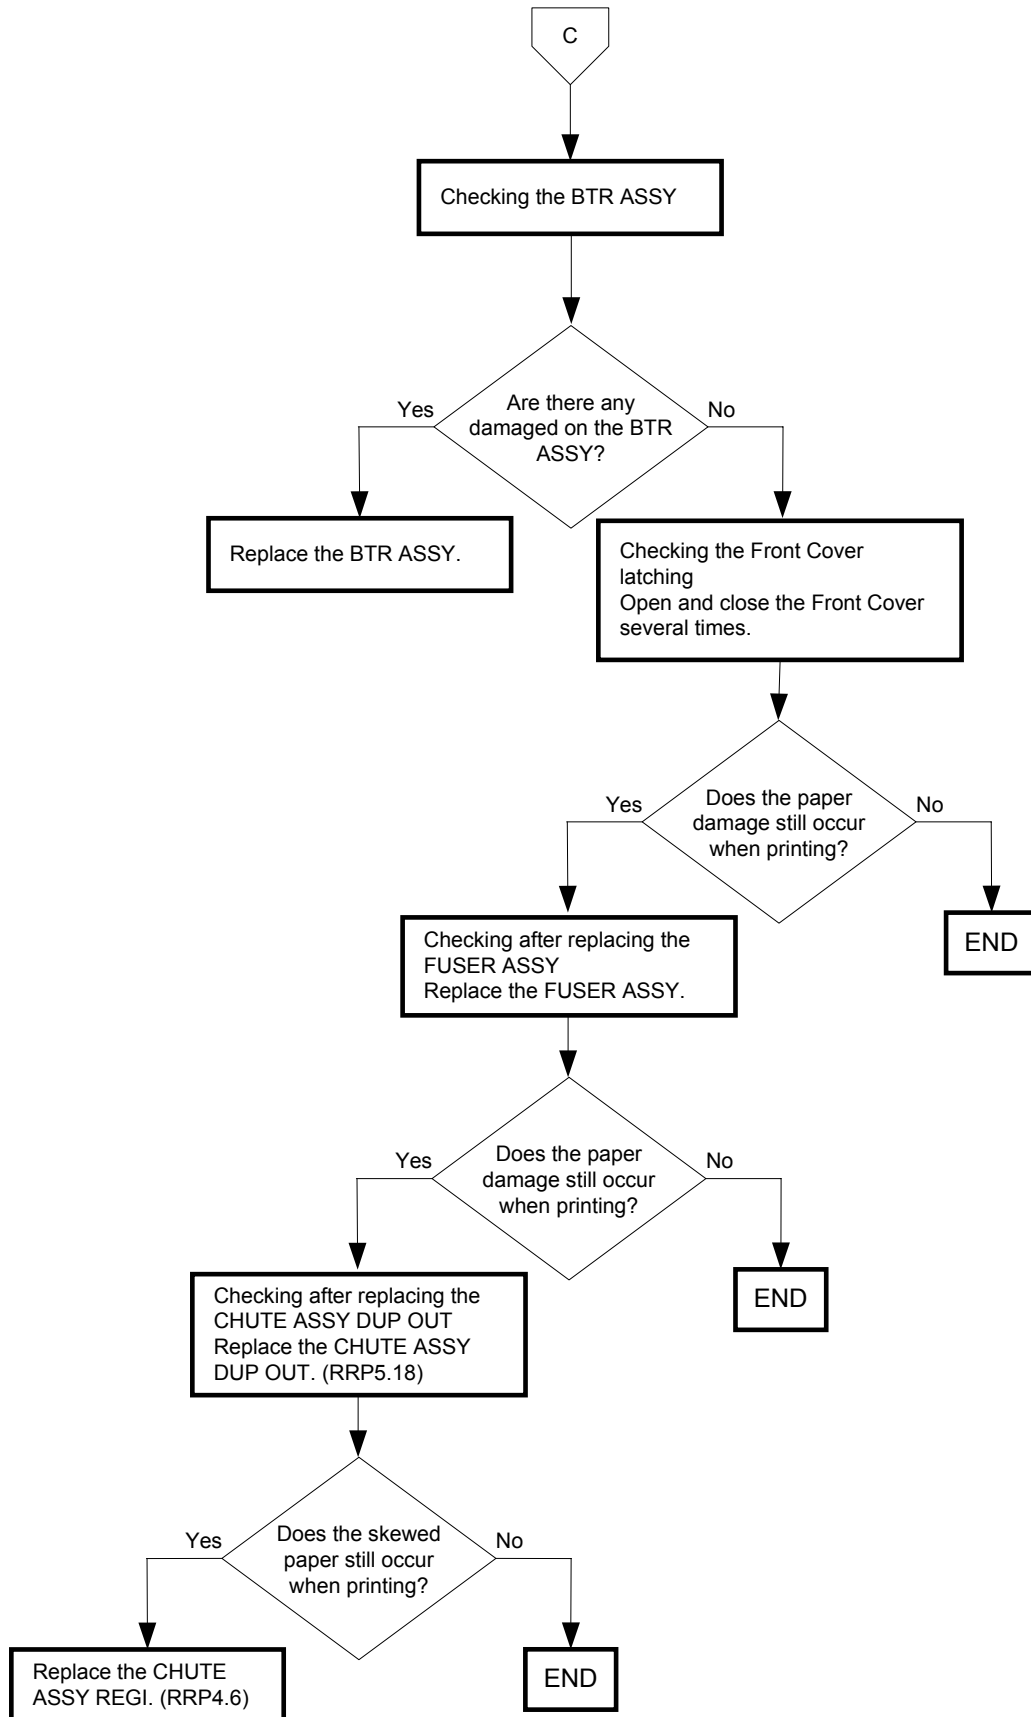 C
Checking the BTR ASSY
Are there any
damaged on the BTR
ASSY?
Yes
No
Replace the BTR ASSY.
Checking the Front Cover
latching
Open and close the Front Cover
several times.
Does the paper
damage still occur
when printing?
Yes
No
END
Checking after replacing the
FUSER ASSY
Replace the FUSER ASSY.
Does the paper
damage still occur
when printing?
Yes
No
END
Checking after replacing the
CHUTE ASSY DUP OUT
Replace the CHUTE ASSY
DUP OUT. (RRP5.18)
Does the skewed
paper still occur
when printing?
Yes
No
Replace the CHUTE
ASSY REGI. (RRP4.6)
END